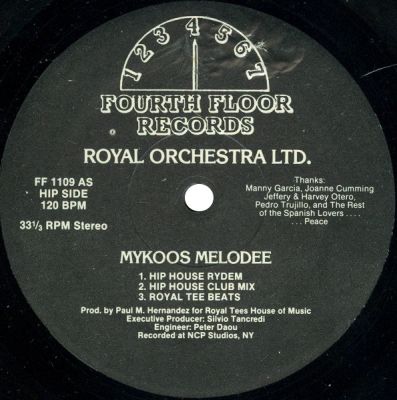 1 2 3 4 5 6 7
FOURTH FLOOR
RECORDS
ROYAL ORCHESTRA LTD.
FF 1109 AS
HIP SIDE
120 BPM
33⅓ RPM Stereo
Thanks:
Manny Garcia, Joanne Cumming
Jeffery & Harvey Otero,
Pedro Trujillo, and The Rest
of the Spanish Lovers . . . .
. . . Peace
MYKOOS MELODEE
1. HIP HOUSE RYDEM
2. HIP HOUSE CLUB MIX
3. ROYAL TEE BEATS
Prod. by Paul M. Hernandez for Royal Tees House of Music
Executive Producer: Silvio Tancredi
Engineer: Peter Daou
Recorded at NCP Studios, NY